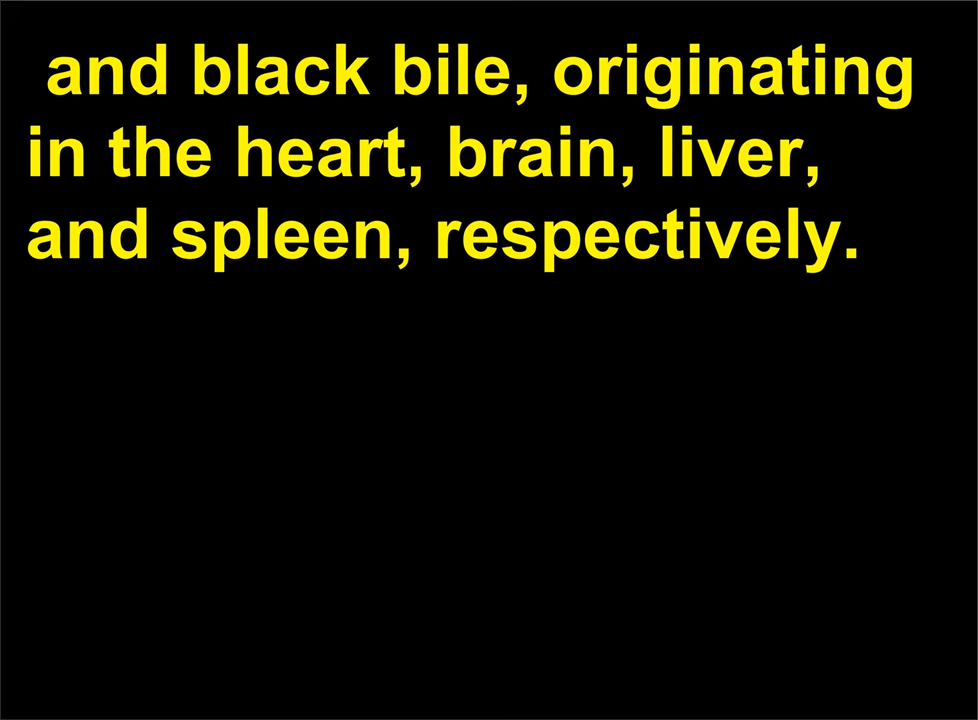 and black bile, originating
in the heart, brain, liver,
and spleen, respectively.